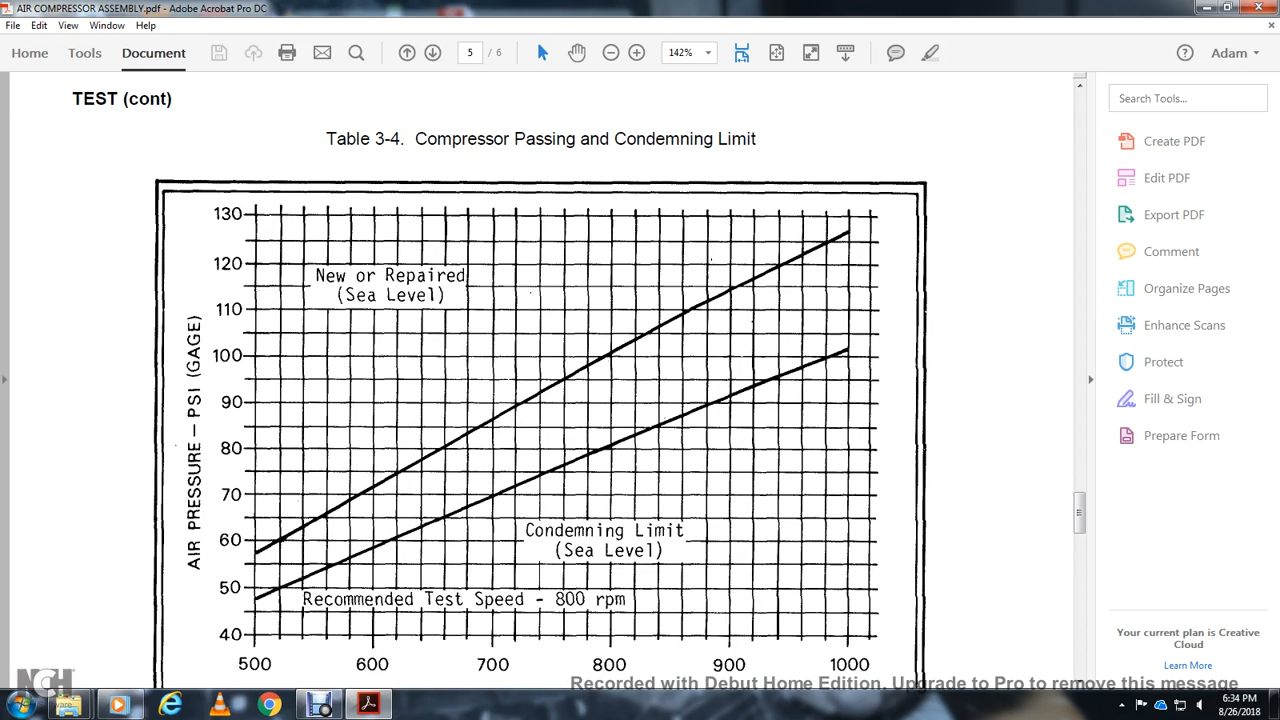 AIR COMPRESSOR ASSEMBLY.pdf - Adobe Acrobat Pro DC
File Edit View Window Help
Home Tools Document 5 / 6 142% Adam
TEST (cont)
Table 3-4. Compressor Passing and Condemning Limit
130
120
110
100
90
80
70
60
50
40
AIR PRESSURE — PSI (GAGE)
New or Repaired
(Sea Level)
Condemning Limit
(Sea Level)
Recommended Test Speed - 800 rpm
500 600 700 800 900 1000
Search Tools...
Create PDF
Edit PDF
Export PDF
Comment
Organize Pages
Enhance Scans
Protect
Fill & Sign
Prepare Form
Your current plan is Creative
Cloud
Learn More
NCH
Recorded with Debut Home Edition. Upgrade to Pro to remove this message
6:34 PM
8/26/2018